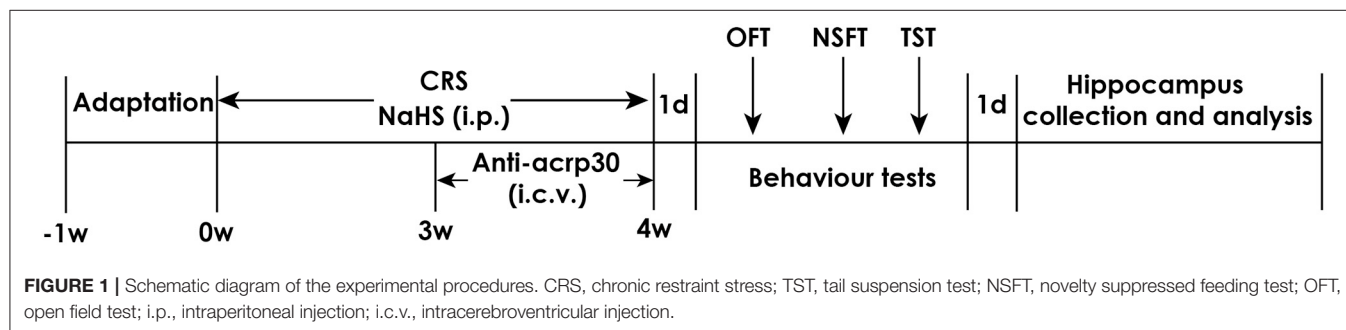 OFT NSFT TST
Adaptation CRS 1d 1d Hippocampus
NaHS (i.p.) collection and analysis
Anti-acrp30
(i.c.v.) Behaviour tests
-1w 0w 3w 4w
FIGURE 1 | Schematic diagram of the experimental procedures. CRS, chronic restraint stress; TST, tail suspension test; NSFT, novelty suppressed feeding test; OFT,
open field test; i.p., intraperitoneal injection; i.c.v., intracerebroventricular injection.